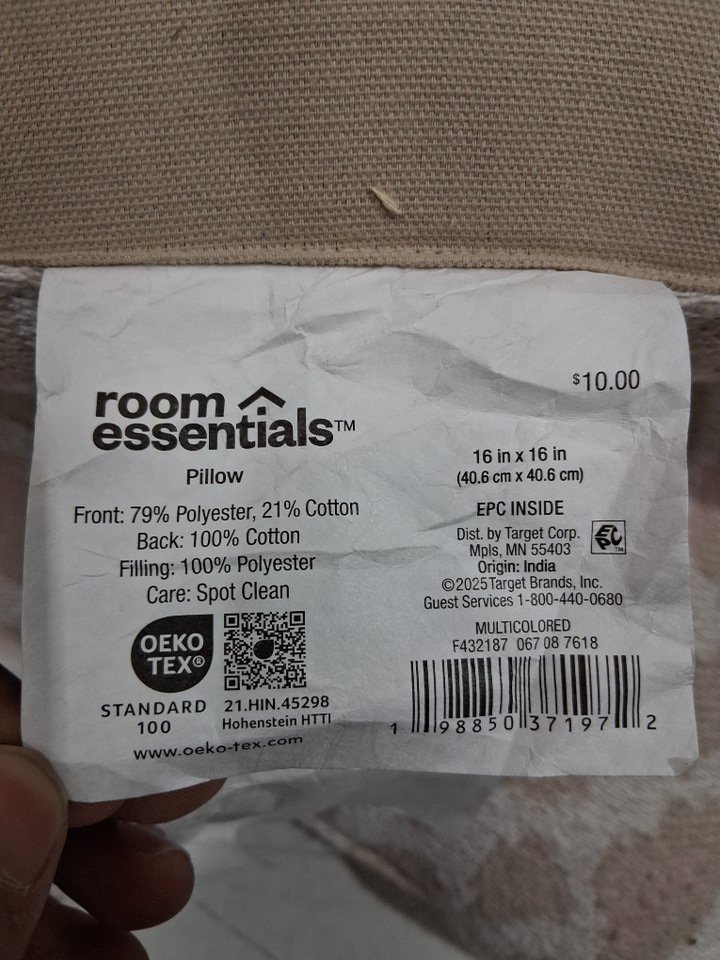 room
essentials™
Pillow
Front: 79% Polyester, 21% Cotton
Back: 100% Cotton
Filling: 100% Polyester
Care: Spot Clean
OEKO
TEX®
STANDARD
100
21.HIN.45298
Hohenstein HTTI
www.oeko-tex.com
$10.00
16 in x 16 in
(40.6 cm x 40.6 cm)
EPC INSIDE
Dist. by Target Corp.
Mpls, MN 55403
EPC™
Origin: India
©2025 Target Brands, Inc.
Guest Services 1-800-440-0680
MULTICOLORED
F432187 067 08 7618
1 98850 37197 2